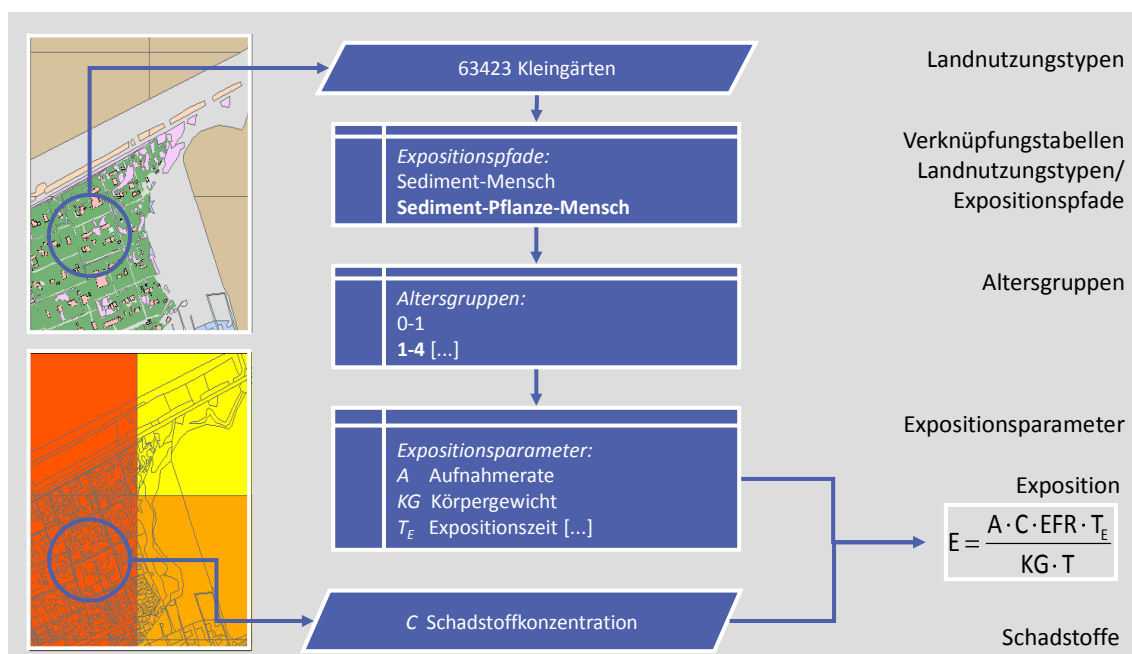 63423 Kleingärten
Landnutzungstypen
Expositionspfade:
Sediment-Mensch
Sediment-Pflanze-Mensch
Verknüpfungstabellen
Landnutzungstypen/
Expositionspfade
Altersgruppen:
0-1
1-4 [...]
Altersgruppen
Expositionsparameter:
A Aufnahmerate
KG Körpergewicht
T_E Expositionszeit [...]
Expositionsparameter
Exposition
E = A·C·EFR·T_E
KG·T
C Schadstoffkonzentration
Schadstoffe